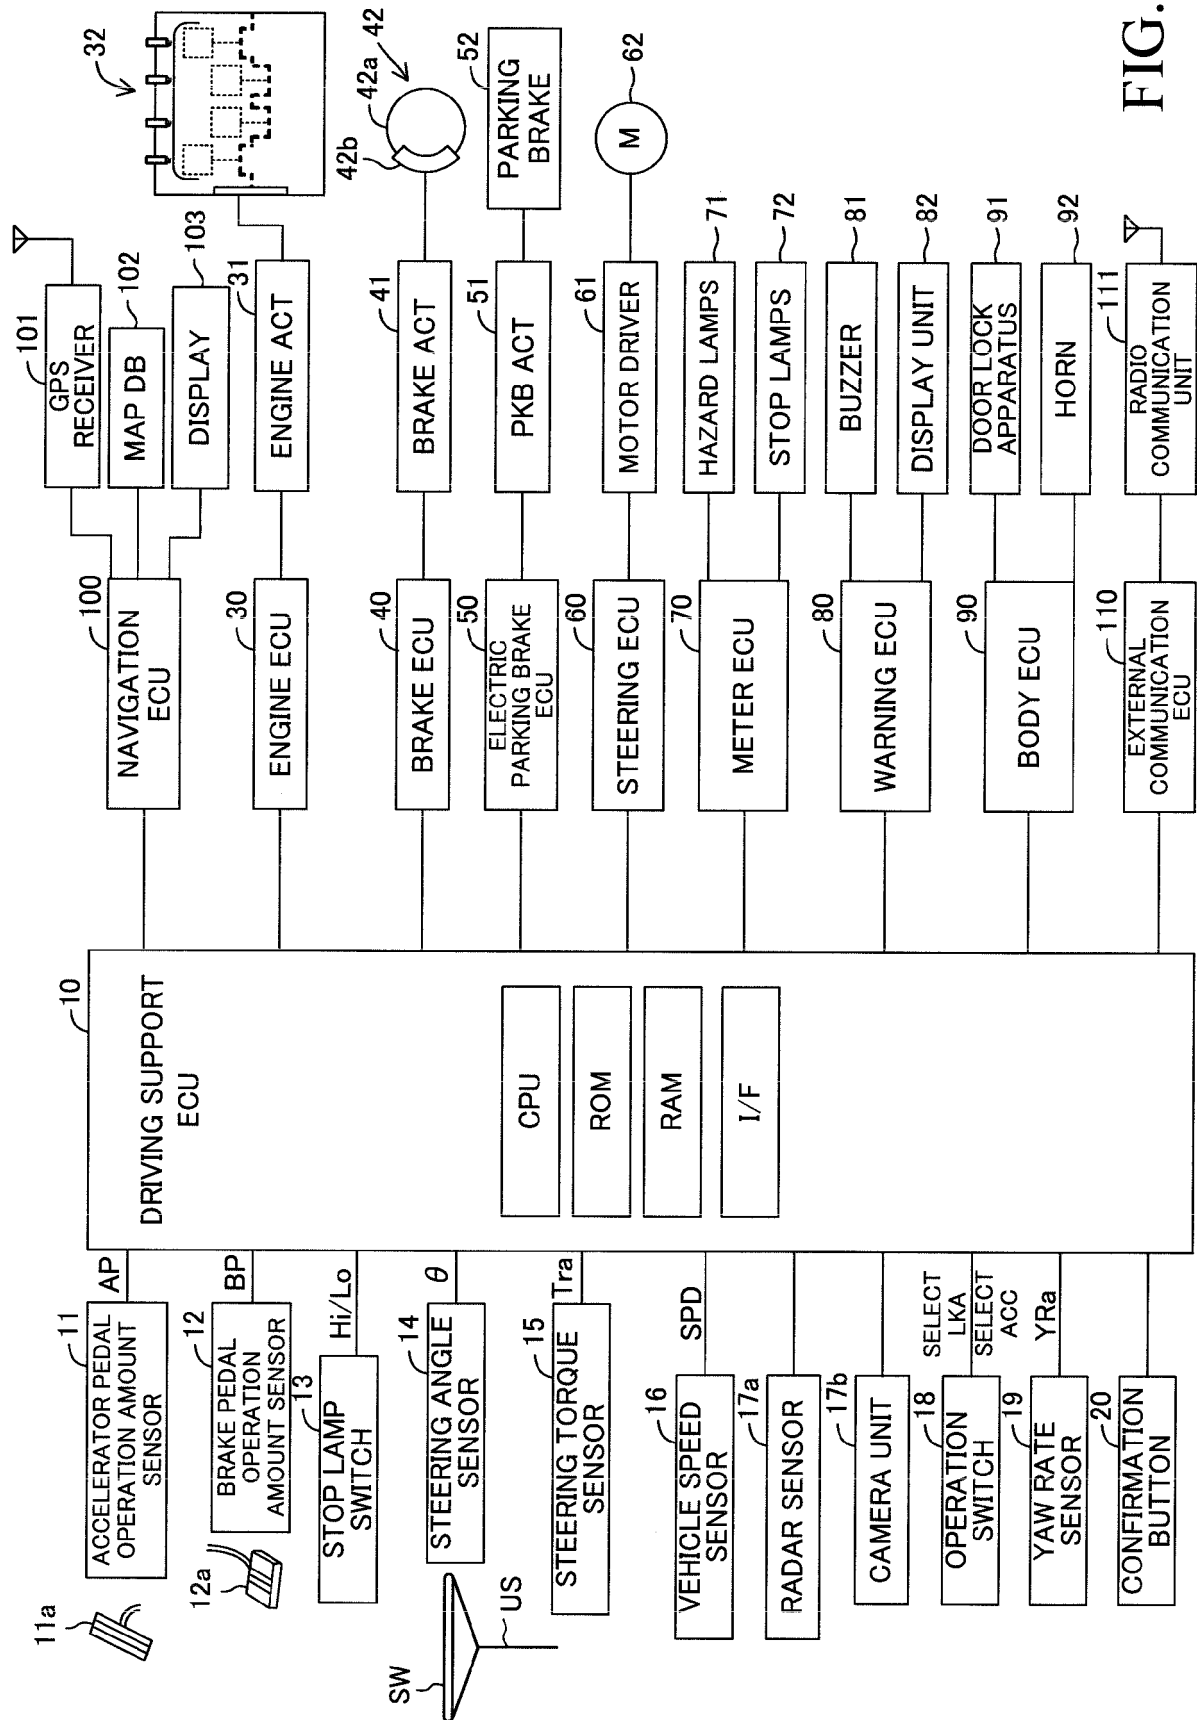 11a
11
ACCELERATOR PEDAL
OPERATION AMOUNT
SENSOR
AP
12a
12
BRAKE PEDAL
OPERATION
AMOUNT SENSOR
BP
13
STOP LAMP
SWITCH
Hi/Lo
SW
US
14
STEERING ANGLE
SENSOR
θ
15
STEERING TORQUE
SENSOR
Tra
16
VEHICLE SPEED
SENSOR
SPD
17a
RADAR SENSOR
17b
CAMERA UNIT
18
OPERATION
SWITCH
SELECT
LKA
SELECT
ACC
19
YAW RATE
SENSOR
YRa
20
CONFIRMATION
BUTTON
10
DRIVING SUPPORT
ECU
CPU
ROM
RAM
I/F
100
NAVIGATION
ECU
101
GPS
RECEIVER
102
MAP DB
103
DISPLAY
30
ENGINE ECU
31
ENGINE ACT
32
40
BRAKE ECU
41
BRAKE ACT
42b
42a
42
50
ELECTRIC
PARKING BRAKE
ECU
51
PKB ACT
52
PARKING
BRAKE
60
STEERING ECU
61
MOTOR DRIVER
62
M
70
METER ECU
71
HAZARD LAMPS
72
STOP LAMPS
80
WARNING ECU
81
BUZZER
82
DISPLAY UNIT
90
BODY ECU
91
DOOR LOCK
APPARATUS
92
HORN
110
EXTERNAL
COMMUNICATION
ECU
111
RADIO
COMMUNICATION
UNIT
FIG.